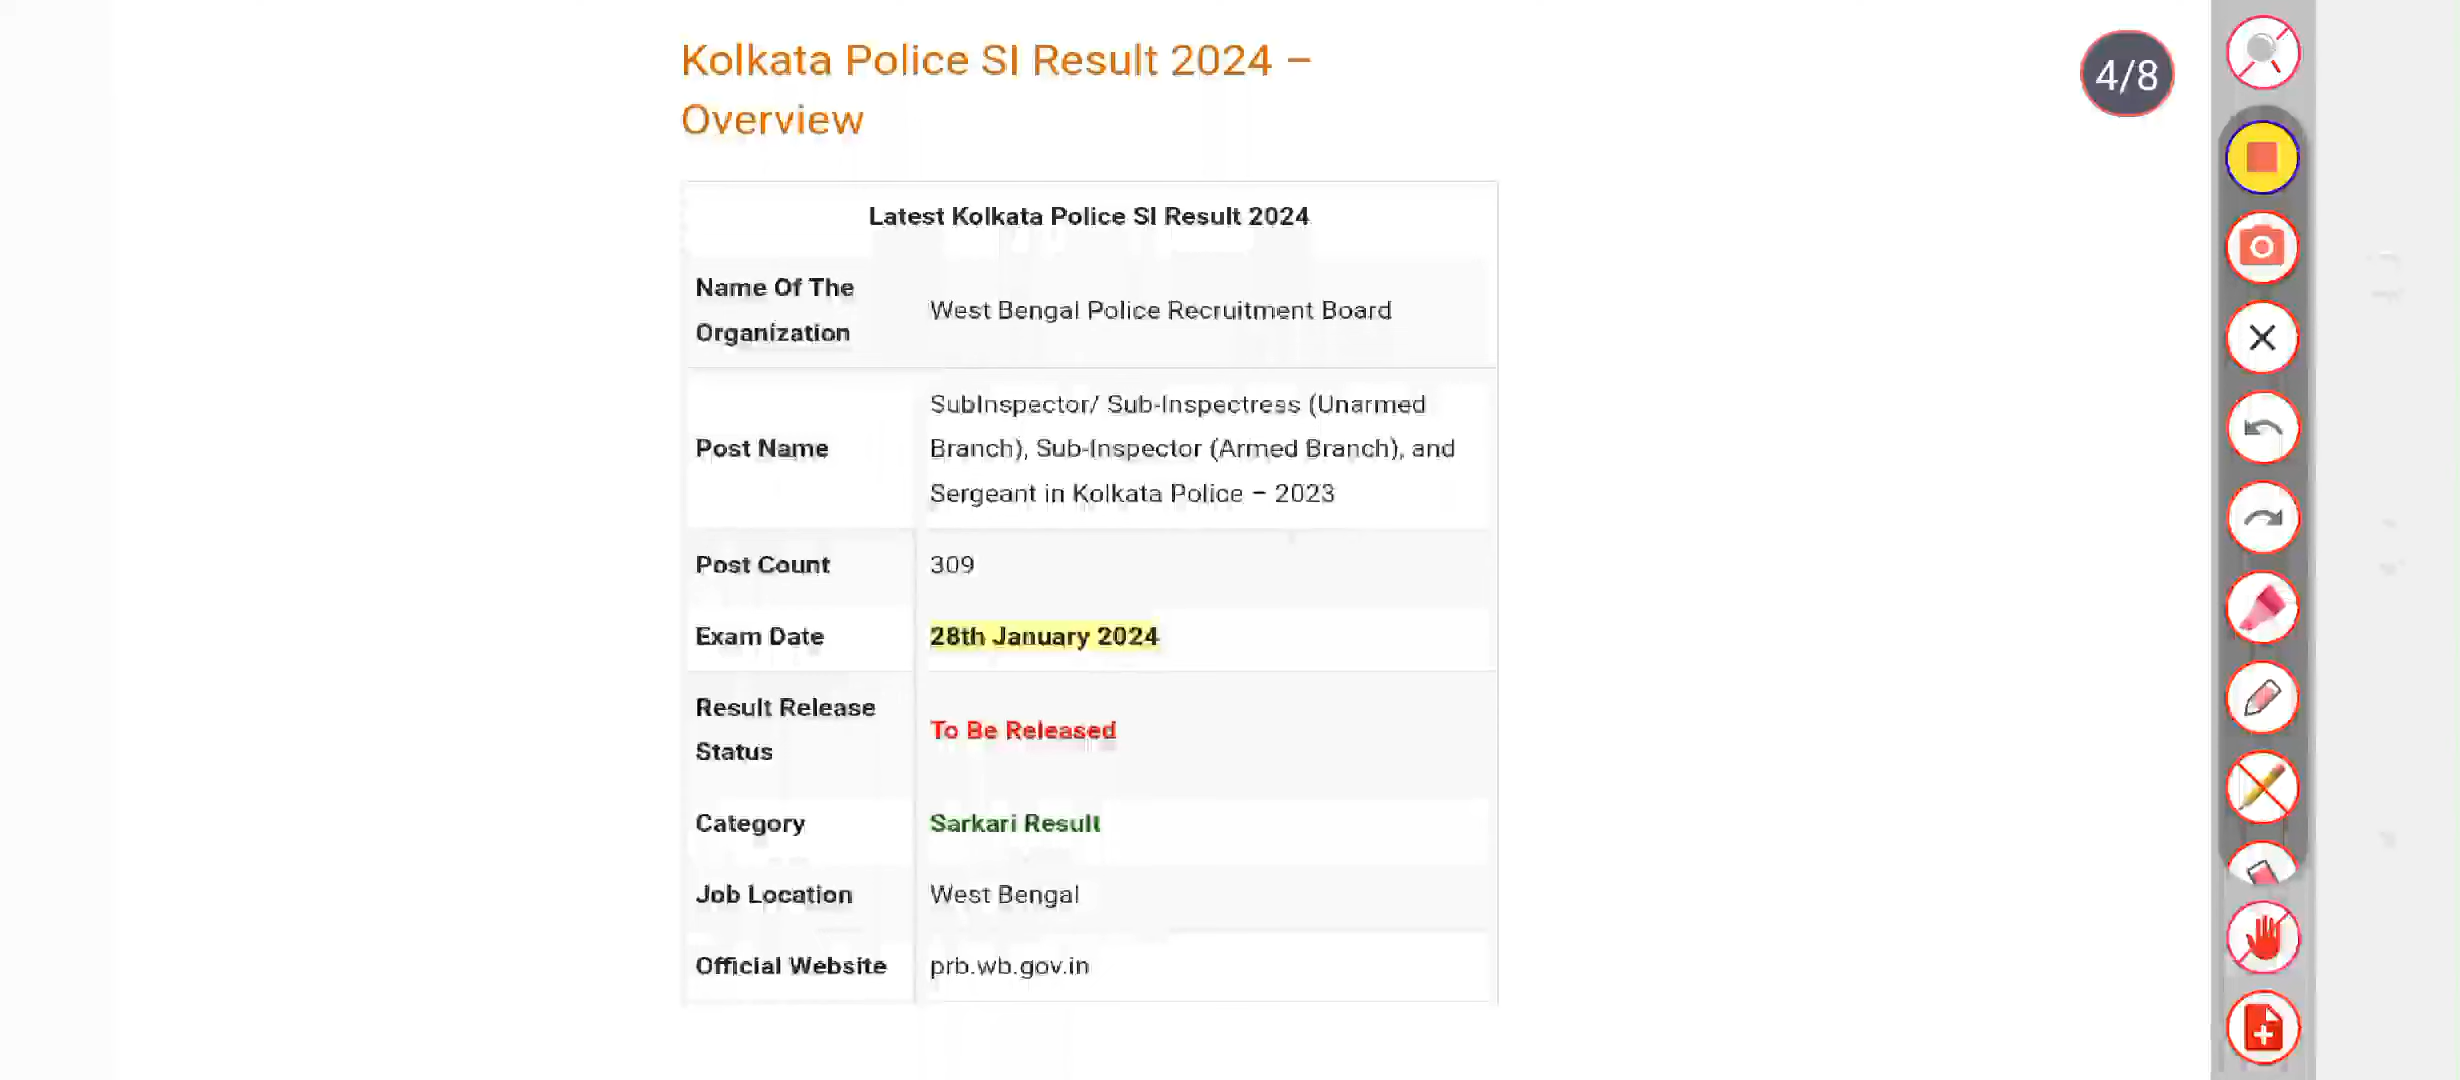 Kolkata Police SI Result 2024 –
Overview
4/8
Latest Kolkata Police SI Result 2024
Name Of The
Organization
West Bengal Police Recruitment Board
Post Name
SubInspector/ Sub-Inspectress (Unarmed
Branch), Sub-Inspector (Armed Branch), and
Sergeant in Kolkata Police – 2023
Post Count
309
Exam Date
28th January 2024
Result Release
Status
To Be Released
Category
Sarkari Result
Job Location
West Bengal
Official Website
prb.wb.gov.in